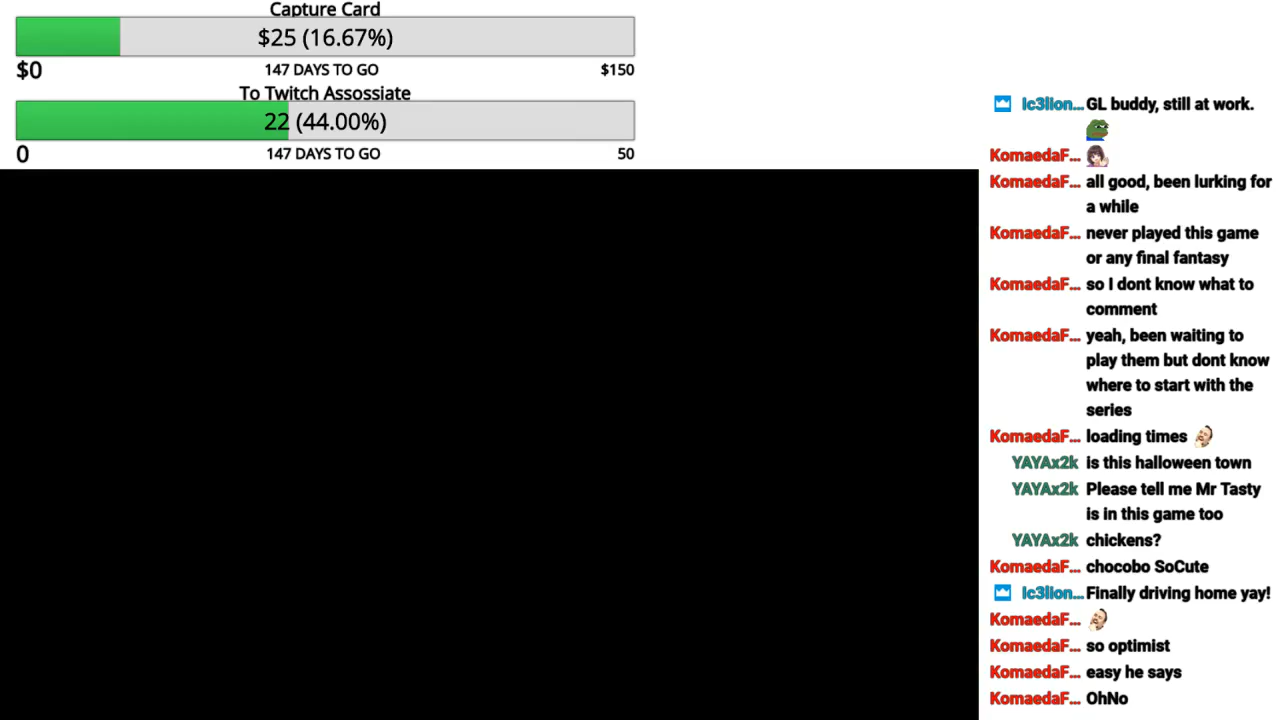 Capture Card
$25 (16.67%)
$0 147 DAYS TO GO $150
To Twitch Assossiate
22 (44.00%)
0 147 DAYS TO GO 50
lc3lion... GL buddy, still at work.
KomaedaF...
KomaedaF... all good, been lurking for
a while
KomaedaF... never played this game
or any final fantasy
KomaedaF... so I dont know what to
comment
KomaedaF... yeah, been waiting to
play them but dont know
where to start with the
series
KomaedaF... loading times
YAYAx2k is this halloween town
YAYAx2k Please tell me Mr Tasty
is in this game too
YAYAx2k chickens?
KomaedaF... chocobo SoCute
lc3lion... Finally driving home yay!
KomaedaF...
KomaedaF... so optimist
KomaedaF... easy he says
KomaedaF... OhNo